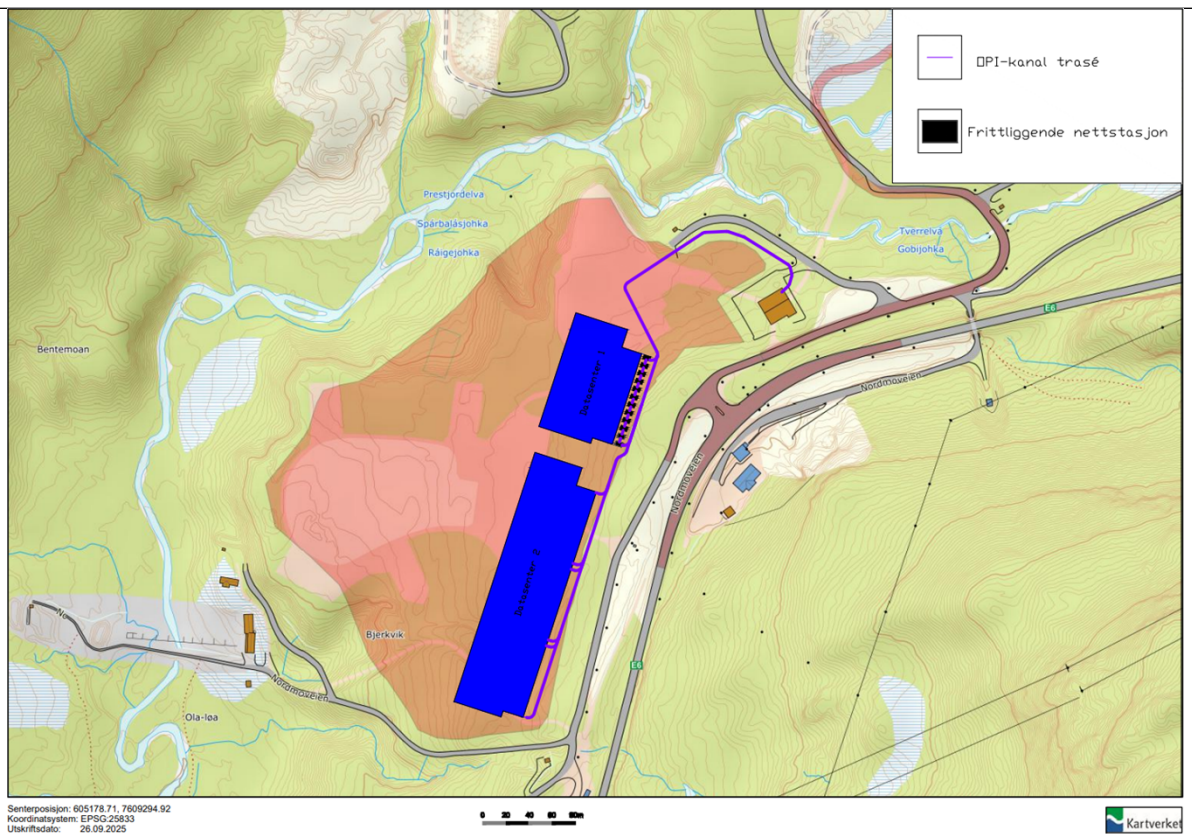 OPI-kanal trasé
Frittliggende nettstasjon
Prestjordelva
Spárbalásjohka
Ráigejohka
Tverrelva
Gobijohka
E6
Bentemoan
Datasenter 1
Nordmoveien
Nordmoveien
Datasenter 2
Bjerkvik
No
E6
Nordmoveien
Ola-løa
Senterposisjon: 605178.71, 7609294.92
Koordinatsystem: EPSG:25833
Utskriftsdato: 26.09.2025
0 20 40 60 80m
Kartverket